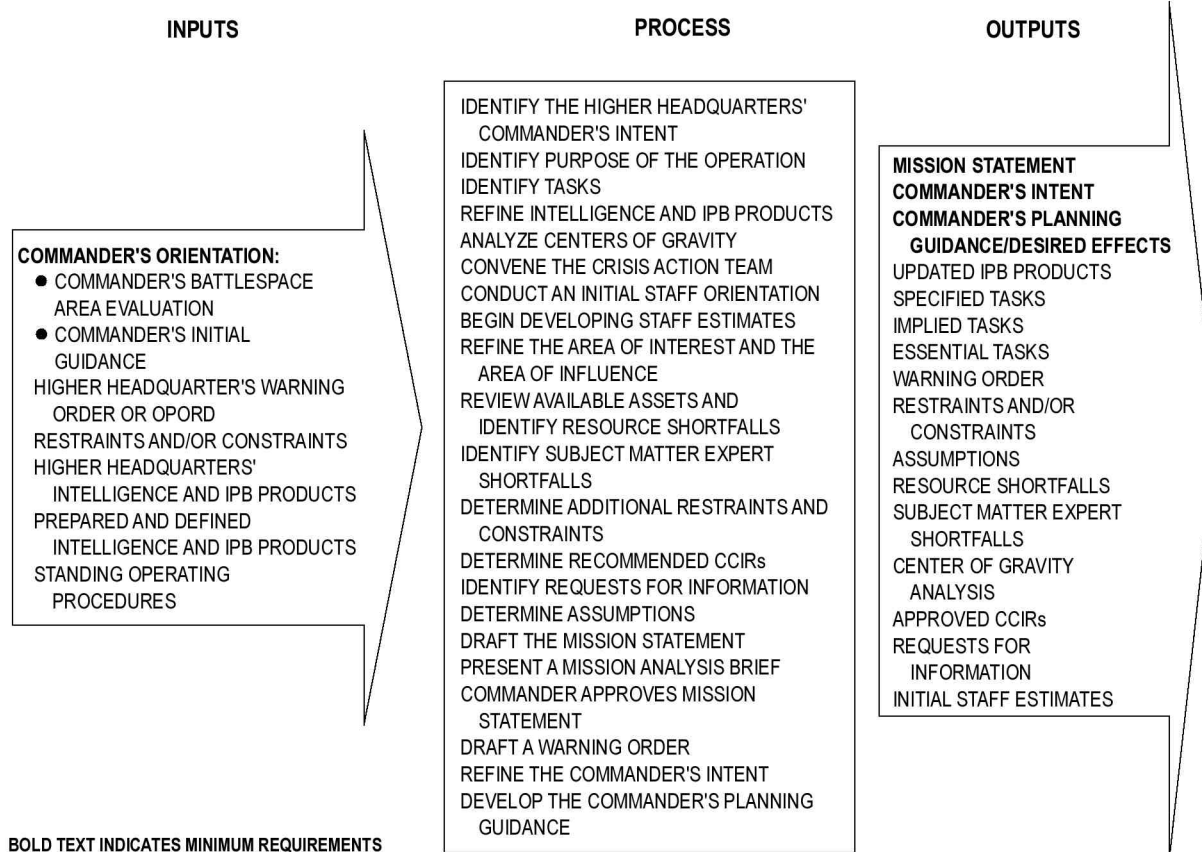 INPUTS
PROCESS
OUTPUTS
COMMANDER'S ORIENTATION:
● COMMANDER'S BATTLESPACE
AREA EVALUATION
● COMMANDER'S INITIAL
GUIDANCE
HIGHER HEADQUARTER'S WARNING
ORDER OR OPORD
RESTRAINTS AND/OR CONSTRAINTS
HIGHER HEADQUARTERS'
INTELLIGENCE AND IPB PRODUCTS
PREPARED AND DEFINED
INTELLIGENCE AND IPB PRODUCTS
STANDING OPERATING
PROCEDURES
IDENTIFY THE HIGHER HEADQUARTERS'
COMMANDER'S INTENT
IDENTIFY PURPOSE OF THE OPERATION
IDENTIFY TASKS
REFINE INTELLIGENCE AND IPB PRODUCTS
ANALYZE CENTERS OF GRAVITY
CONVENE THE CRISIS ACTION TEAM
CONDUCT AN INITIAL STAFF ORIENTATION
BEGIN DEVELOPING STAFF ESTIMATES
REFINE THE AREA OF INTEREST AND THE
AREA OF INFLUENCE
REVIEW AVAILABLE ASSETS AND
IDENTIFY RESOURCE SHORTFALLS
IDENTIFY SUBJECT MATTER EXPERT
SHORTFALLS
DETERMINE ADDITIONAL RESTRAINTS AND
CONSTRAINTS
DETERMINE RECOMMENDED CCIRs
IDENTIFY REQUESTS FOR INFORMATION
DETERMINE ASSUMPTIONS
DRAFT THE MISSION STATEMENT
PRESENT A MISSION ANALYSIS BRIEF
COMMANDER APPROVES MISSION
STATEMENT
DRAFT A WARNING ORDER
REFINE THE COMMANDER'S INTENT
DEVELOP THE COMMANDER'S PLANNING
GUIDANCE
MISSION STATEMENT
COMMANDER'S INTENT
COMMANDER'S PLANNING
GUIDANCE/DESIRED EFFECTS
UPDATED IPB PRODUCTS
SPECIFIED TASKS
IMPLIED TASKS
ESSENTIAL TASKS
WARNING ORDER
RESTRAINTS AND/OR
CONSTRAINTS
ASSUMPTIONS
RESOURCE SHORTFALLS
SUBJECT MATTER EXPERT
SHORTFALLS
CENTER OF GRAVITY
ANALYSIS
APPROVED CCIRs
REQUESTS FOR
INFORMATION
INITIAL STAFF ESTIMATES
BOLD TEXT INDICATES MINIMUM REQUIREMENTS